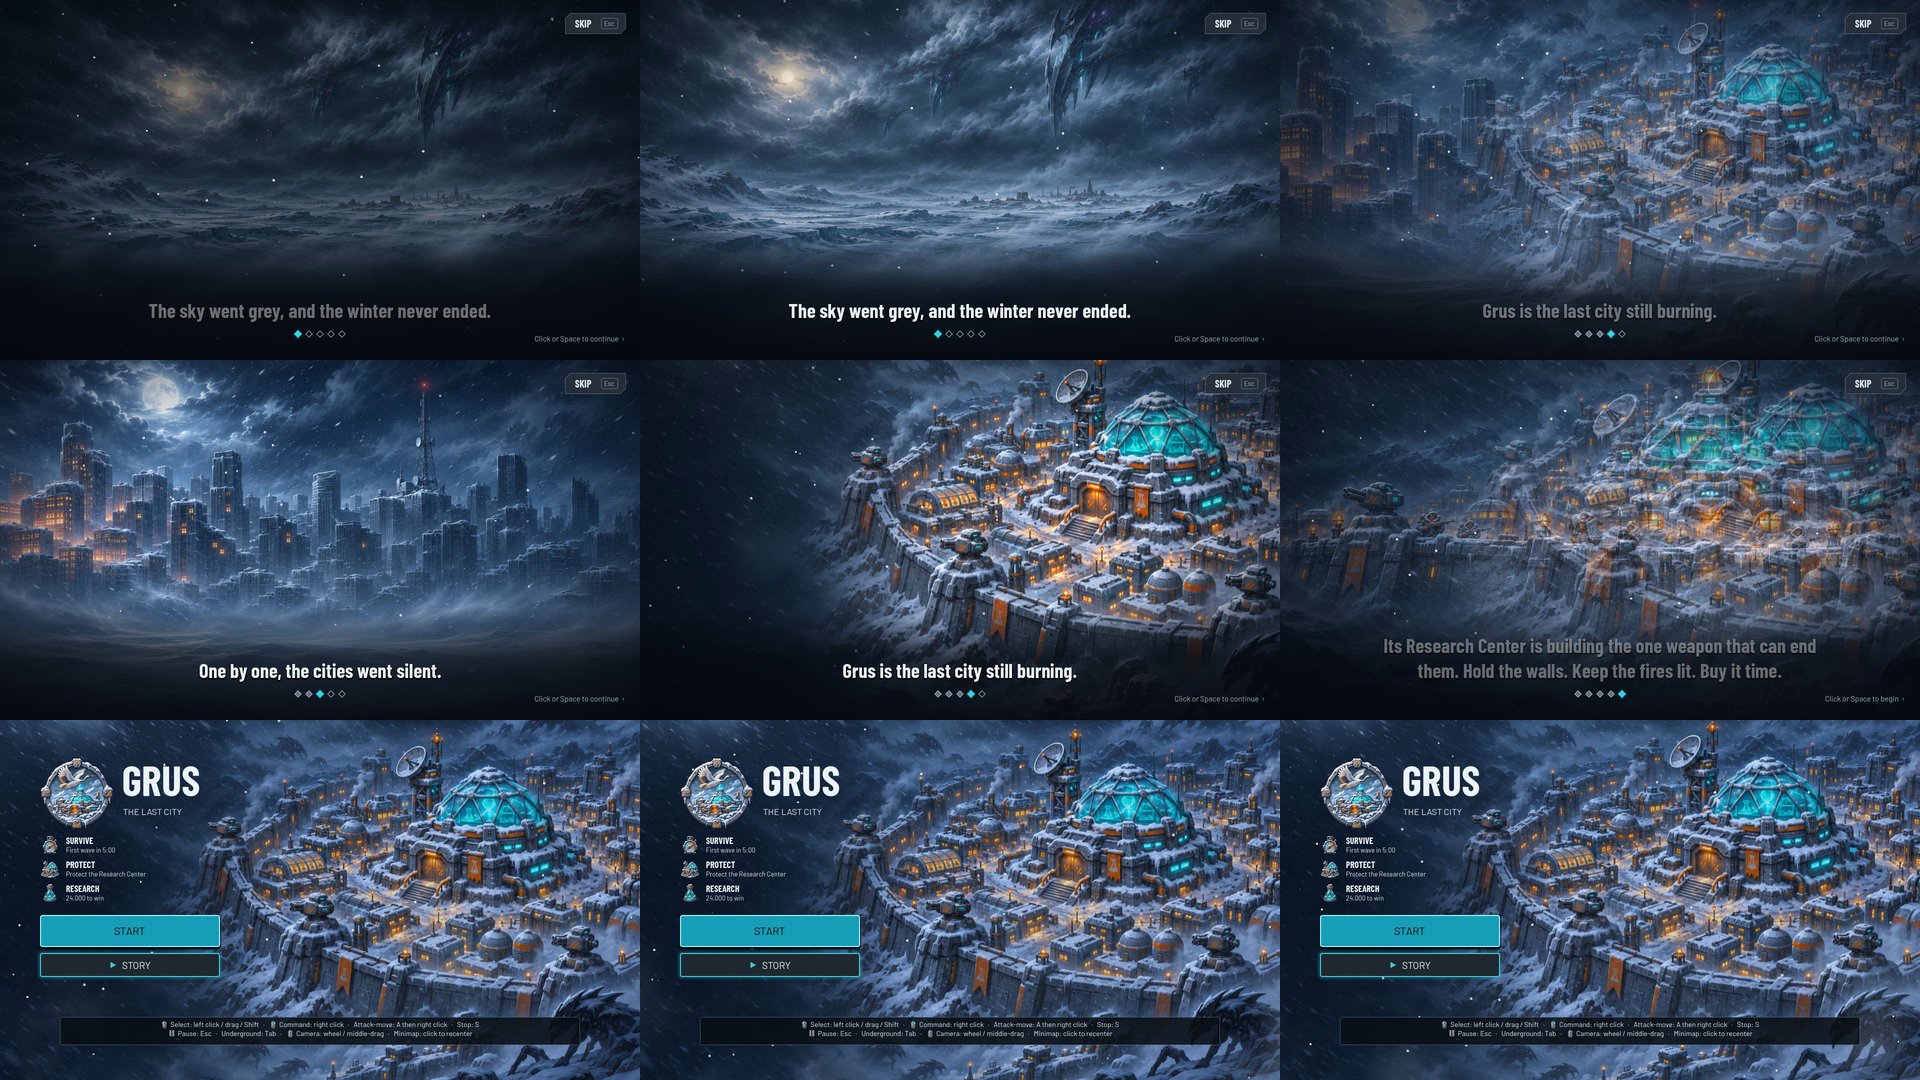 SKIP Esc
The sky went grey, and the winter never ended.
Click or Space to continue ›
SKIP Esc
The sky went grey, and the winter never ended.
Click or Space to continue ›
SKIP Esc
Grus is the last city still burning.
Click or Space to continue ›
SKIP Esc
One by one, the cities went silent.
Click or Space to continue ›
SKIP Esc
Grus is the last city still burning.
Click or Space to continue ›
SKIP Esc
Its Research Center is building the one weapon that can end
them. Hold the walls. Keep the fires lit. Buy it time.
Click or Space to begin ›
GRUS
THE LAST CITY
SURVIVE
First wave in 5:00
PROTECT
Protect the Research Center
RESEARCH
24,000 to win
START
STORY
Select: left click / drag / Shift · Command: right click · Attack-move: A then right click · Stop: S
Pause: Esc · Underground: Tab · Camera: wheel / middle-drag · Minimap: click to recenter
GRUS
THE LAST CITY
SURVIVE
First wave in 5:00
PROTECT
Protect the Research Center
RESEARCH
24,000 to win
START
STORY
Select: left click / drag / Shift · Command: right click · Attack-move: A then right click · Stop: S
Pause: Esc · Underground: Tab · Camera: wheel / middle-drag · Minimap: click to recenter
GRUS
THE LAST CITY
SURVIVE
First wave in 5:00
PROTECT
Protect the Research Center
RESEARCH
24,000 to win
START
STORY
Select: left click / drag / Shift · Command: right click · Attack-move: A then right click · Stop: S
Pause: Esc · Underground: Tab · Camera: wheel / middle-drag · Minimap: click to recenter